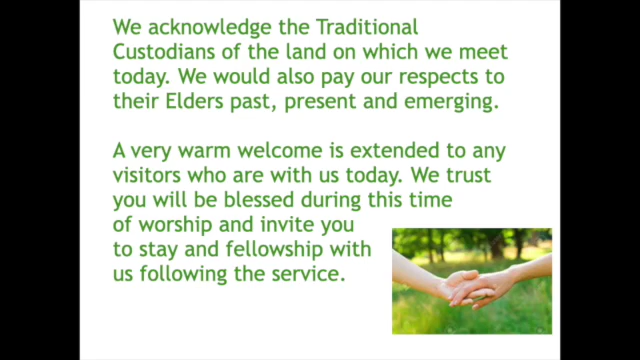 We acknowledge the Traditional
Custodians of the land on which we meet
today. We would also pay our respects to
their Elders past, present and emerging.
A very warm welcome is extended to any
visitors who are with us today. We trust
you will be blessed during this time
of worship and invite you
to stay and fellowship with
us following the service.